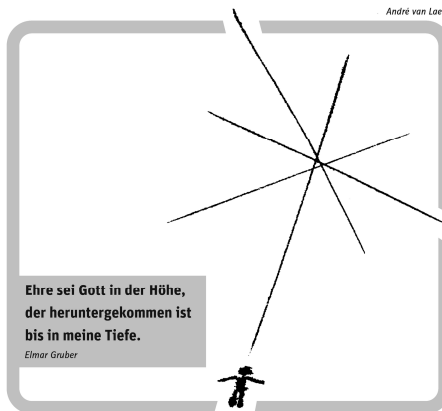 André van Lae
Ehre sei Gott in der Höhe,
der heruntergekommen ist
bis in meine Tiefe.
Elmar Gruber